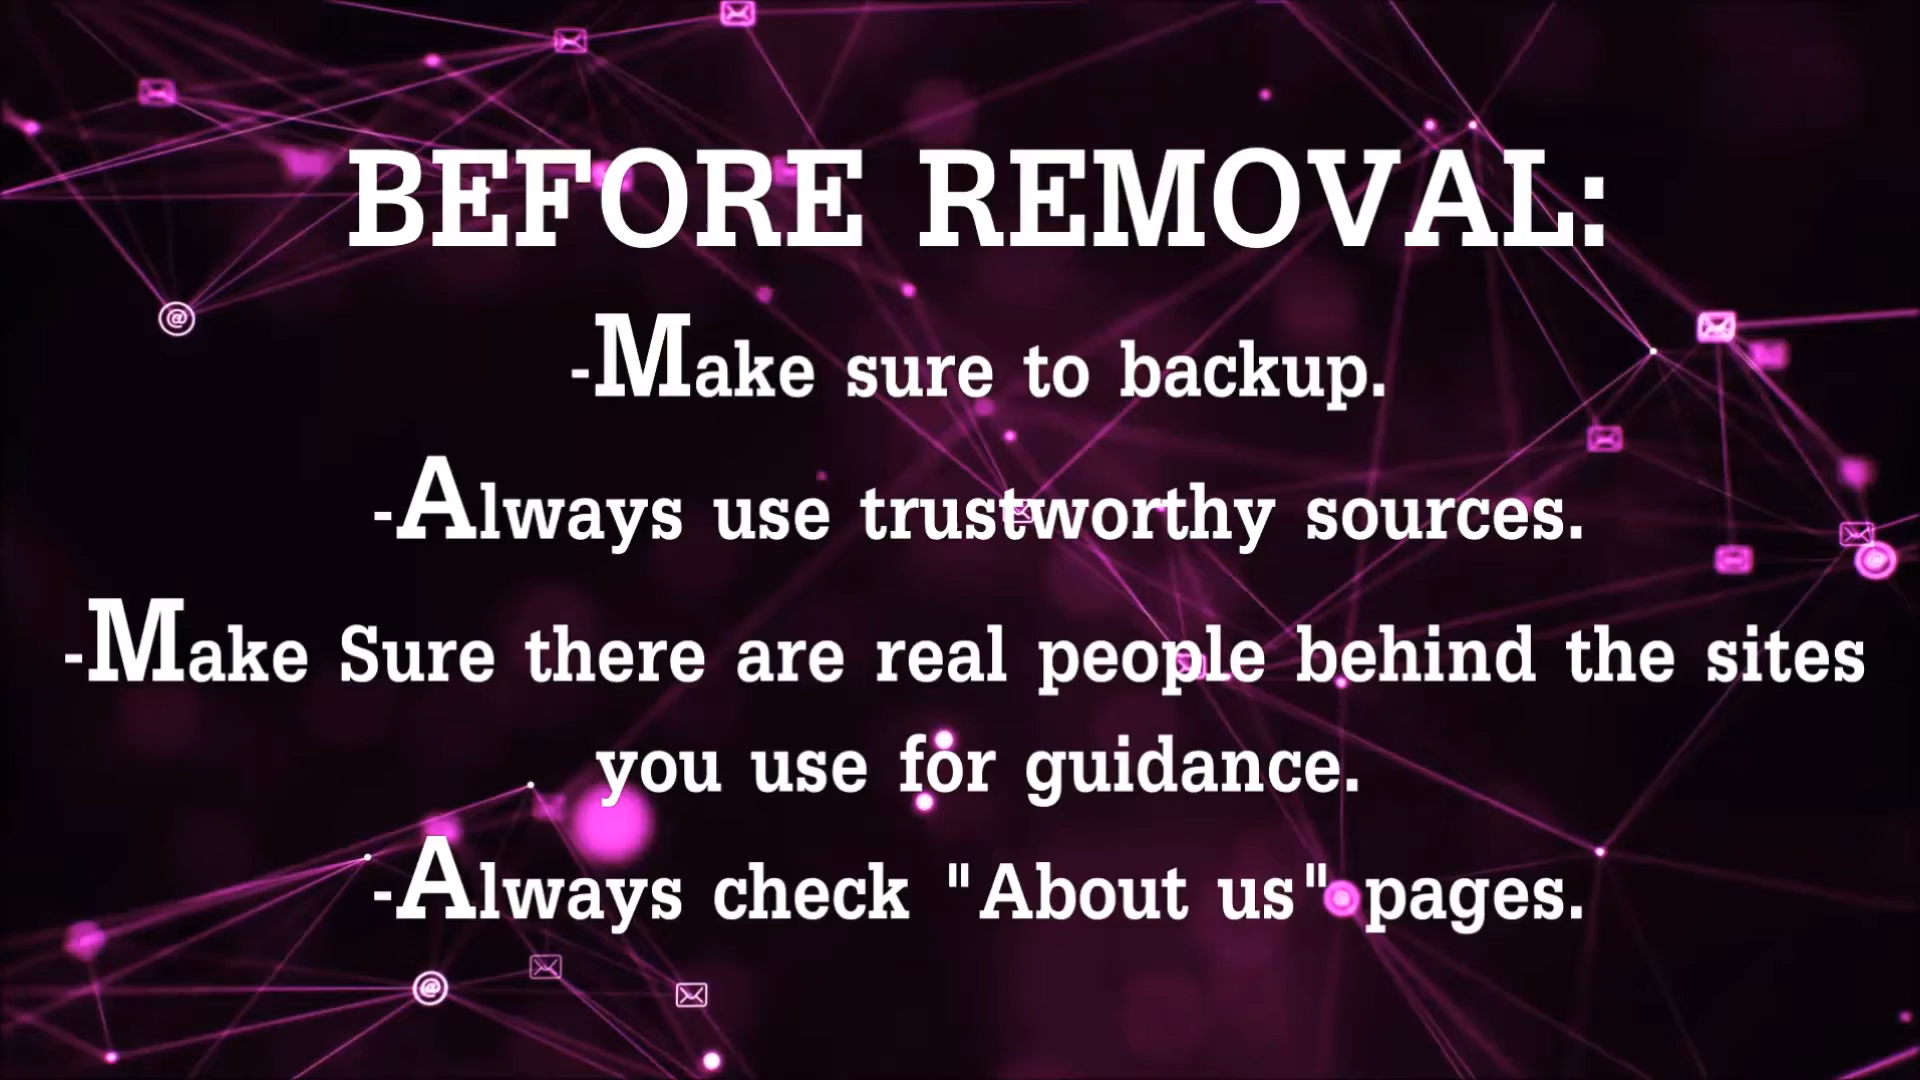 BEFORE REMOVAL:
-Make sure to backup.
-Always use trustworthy sources.
-Make Sure there are real people behind the sites
you use for guidance.
-Always check "About us" pages.